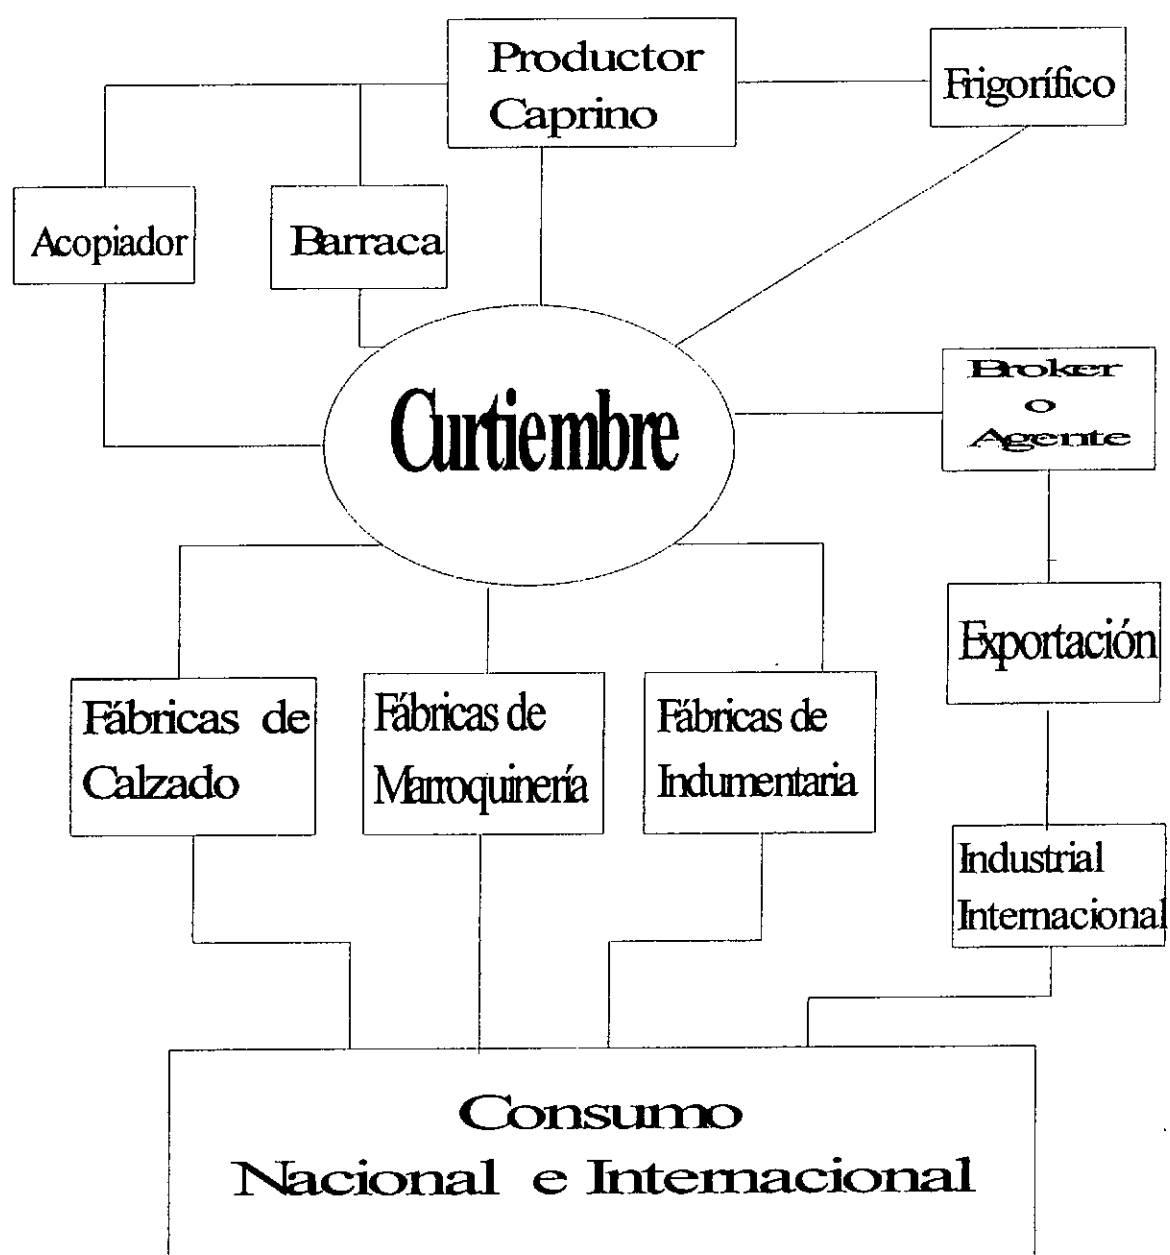 Productor
Caprino
Frigorífico
Acopiador
Barraca
Curtiembre
Broker
o
Agente
Exportación
Fábricas de
Calzado
Fábricas de
Marroquinería
Fábricas de
Indumentaria
Industrial
Internacional
Consumo
Nacional e Internacional